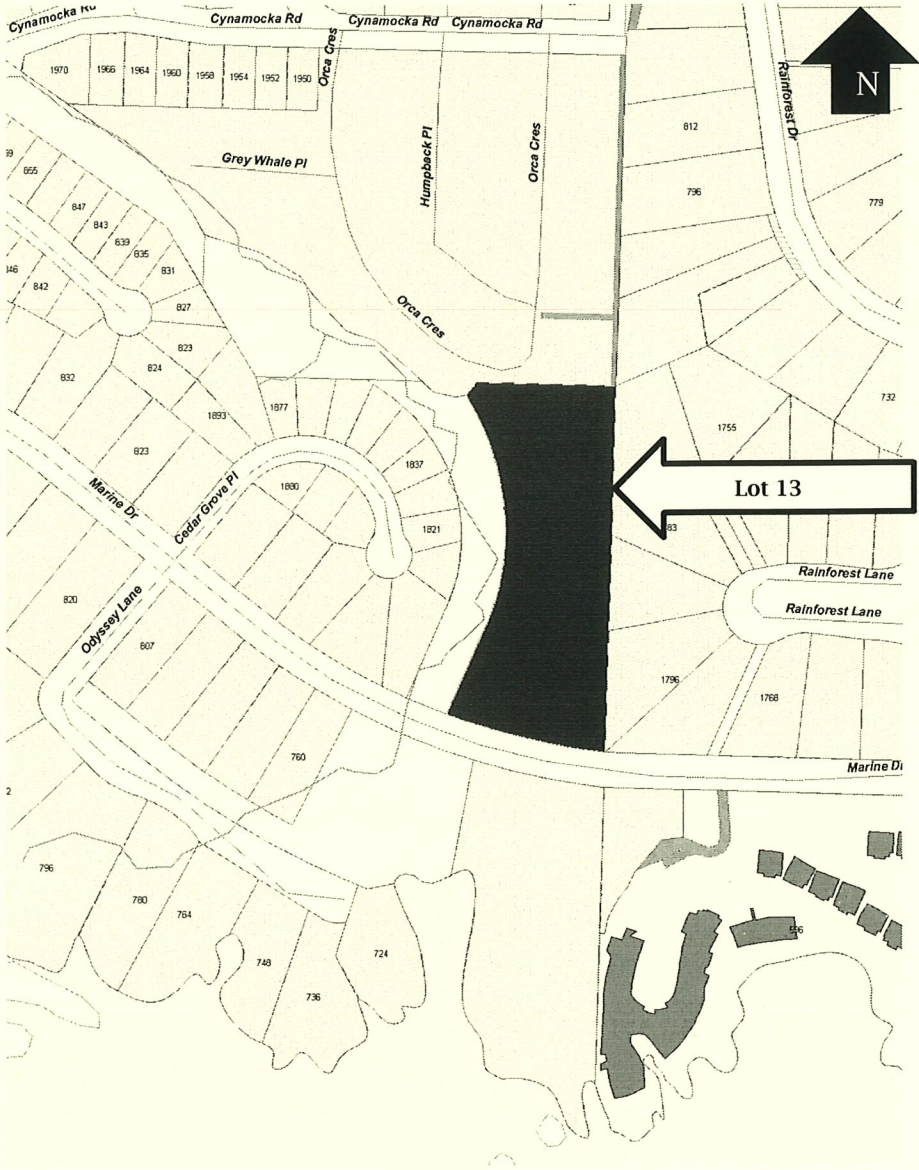 Cynamocka Rd
Cynamocka Rd
Cynamocka Rd
Cynamocka Rd
N
1970
1966
1964
1960
1958
1954
1952
1950
Orca Cres
Rainforest Dr
812
Grey Whale Pl
Humpback Pl
Orca Cres
855
796
779
847
843
839
835
831
842
827
Orca Cres
823
824
832
732
1877
1893
1755
823
1837
Lot 13
1880
Marine Dr
Cedar Grove Pl
1821
Rainforest Lane
820
Rainforest Lane
Odyssey Lane
807
1796
1768
760
Marine Dr
2
796
780
764
724
748
736
596